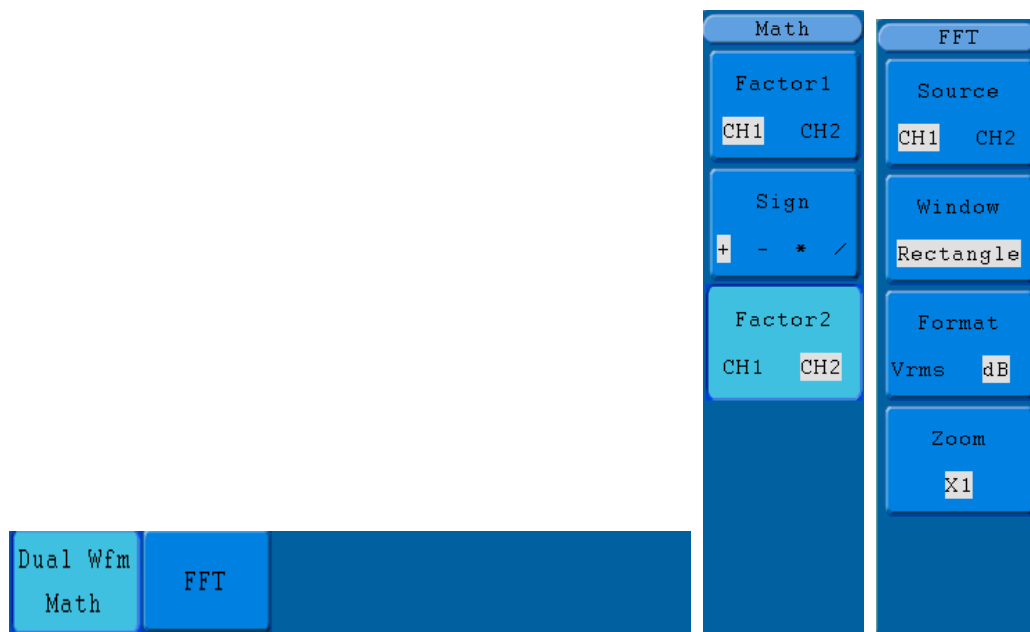 Math
Factor1
CH1 CH2
Sign
+ - * /
Factor2
CH1 CH2
FFT
Source
CH1 CH2
Window
Rectangle
Format
Vrms dB
Zoom
X1
Dual Wfm
Math
FFT